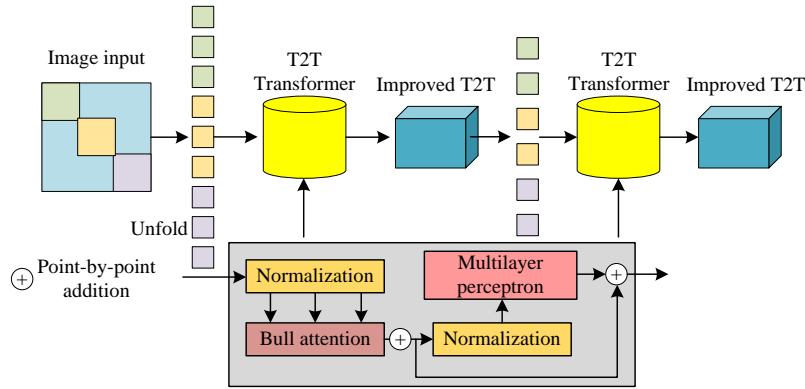 Image input
T2T
Transformer
Improved T2T
T2T
Transformer
Improved T2T
Unfold
Point-by-point
addition
Normalization
Bull attention
Multilayer
perceptron
Normalization